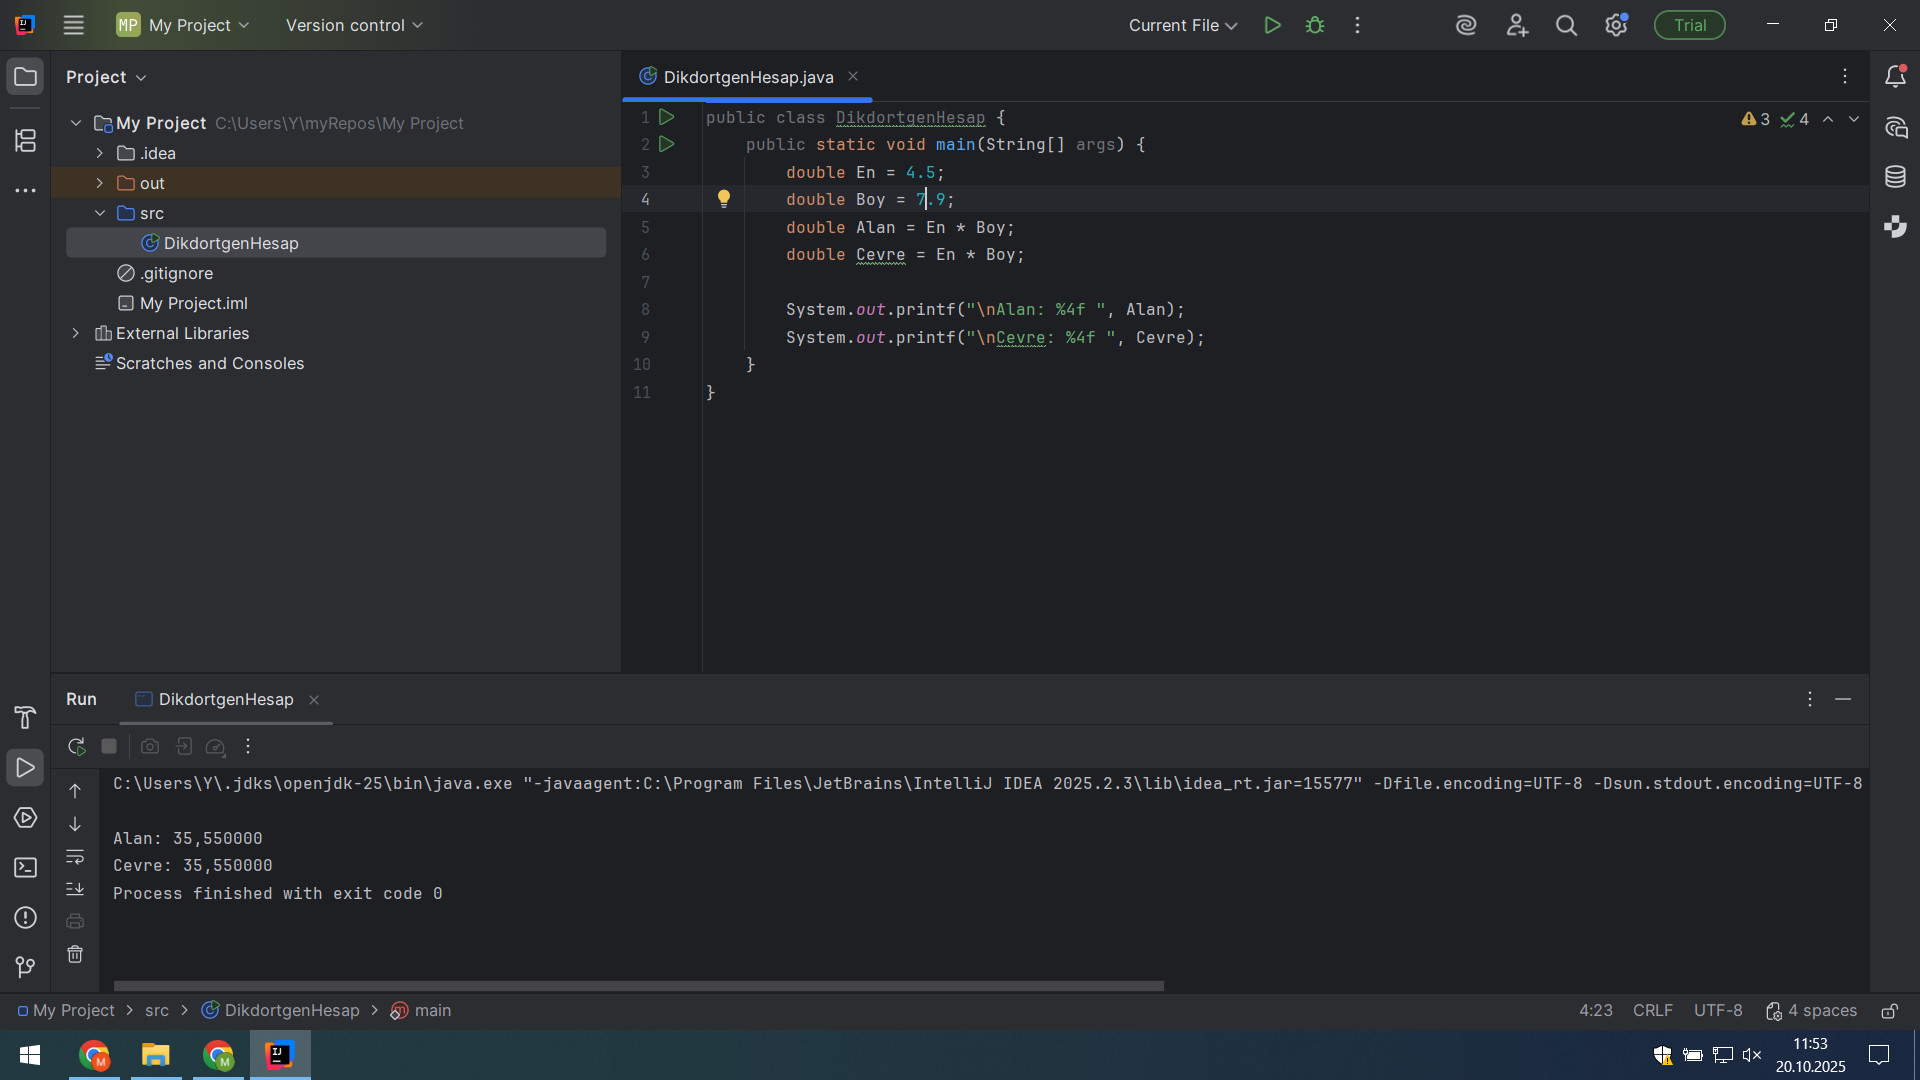 MP My Project Version control Current File Trial
Project
DikdortgenHesap.java
My Project C:\Users\Y\myRepos\My Project
.idea
out
src
DikdortgenHesap
.gitignore
My Project.iml
External Libraries
Scratches and Consoles
3 4
1 public class DikdortgenHesap {
2 public static void main(String[] args) {
3 double En = 4.5;
4 double Boy = 7.9;
5 double Alan = En * Boy;
6 double Cevre = En * Boy;
7
8 System.out.printf("\nAlan: %4f ", Alan);
9 System.out.printf("\nCevre: %4f ", Cevre);
10 }
11 }
Run DikdortgenHesap
C:\Users\Y\.jdks\openjdk-25\bin\java.exe "-javaagent:C:\Program Files\JetBrains\IntelliJ IDEA 2025.2.3\lib\idea_rt.jar=15577" -Dfile.encoding=UTF-8 -Dsun.stdout.encoding=UTF-8
Alan: 35,550000
Cevre: 35,550000
Process finished with exit code 0
My Project src DikdortgenHesap main 4:23 CRLF UTF-8 4 spaces
11:53
20.10.2025